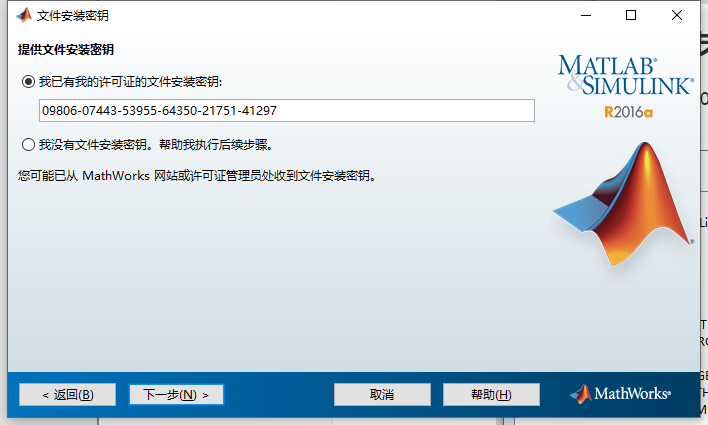 文件安装密钥
提供文件安装密钥
我已有我的许可证的文件安装密钥:
09806-07443-53955-64350-21751-41297
我没有文件安装密钥。帮助我执行后续步骤。
您可能已从 MathWorks 网站或许可证管理员处收到文件安装密钥。
MATLAB®
&SIMULINK®
R2016a
®
< 返回(B)
下一步(N) >
取消
帮助(H)
MathWorks®